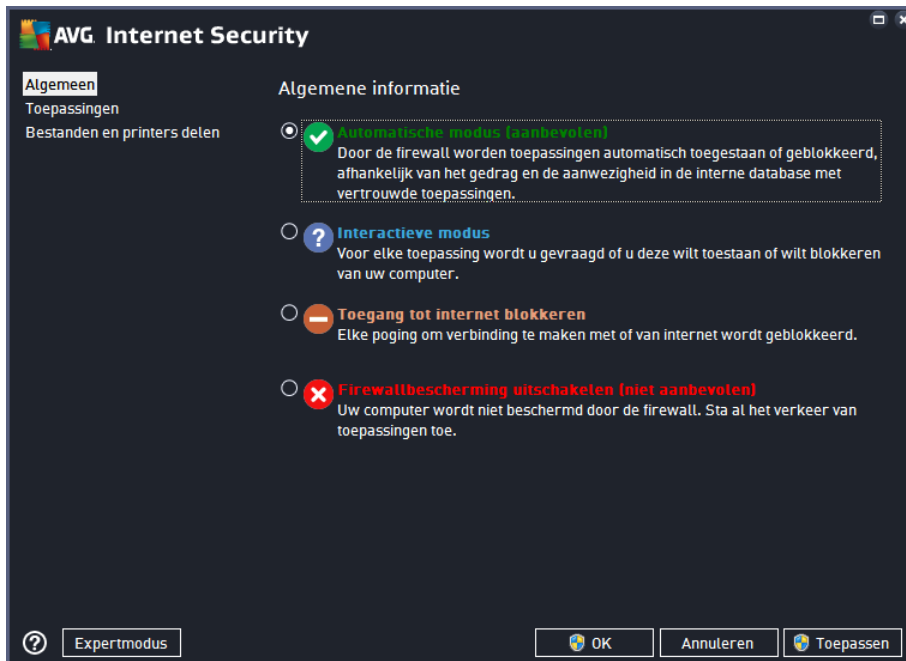 AVG Internet Security
Algemeen
Toepassingen
Bestanden en printers delen
Algemene informatie
Automatische modus (aanbevolen)
Door de firewall worden toepassingen automatisch toegestaan of geblokkeerd,
afhankelijk van het gedrag en de aanwezigheid in de interne database met
vertrouwde toepassingen.
Interactieve modus
Voor elke toepassing wordt u gevraagd of u deze wilt toestaan of wilt blokkeren
van uw computer.
Toegang tot internet blokkeren
Elke poging om verbinding te maken met of van internet wordt geblokkeerd.
Firewallbescherming uitschakelen (niet aanbevolen)
Uw computer wordt niet beschermd door de firewall. Sta al het verkeer van
toepassingen toe.
Expertmodus
OK
Annuleren
Toepassen